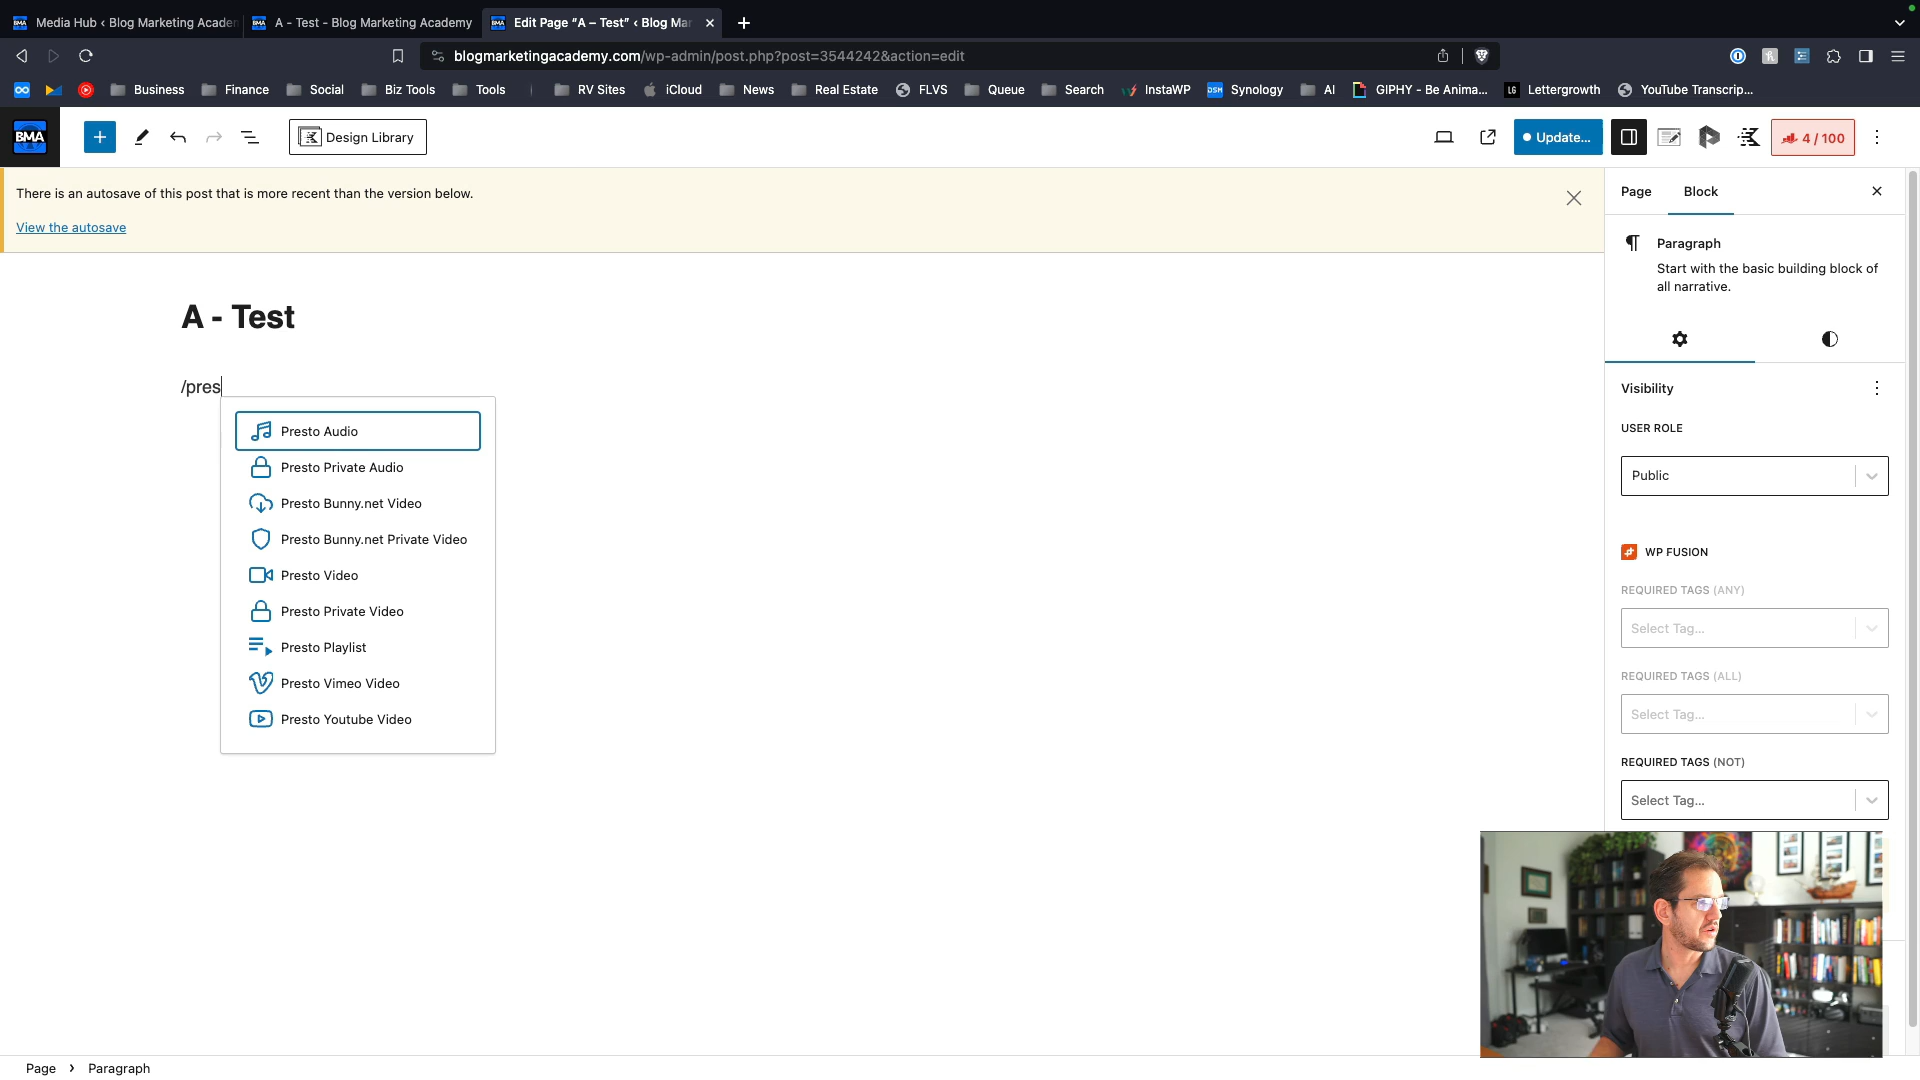 Media Hub ‹ Blog Marketing Academ
A - Test - Blog Marketing Academy
Edit Page “A – Test” ‹ Blog Mar
blogmarketingacademy.com/wp-admin/post.php?post=3544242&action=edit
Business
Finance
Social
Biz Tools
Tools
RV Sites
iCloud
News
Real Estate
FLVS
Queue
Search
InstaWP
DSM
Synology
AI
GIPHY - Be Anima...
LG
Lettergrowth
YouTube Transcrip...
BMA
Design Library
Update...
4 / 100
There is an autosave of this post that is more recent than the version below.
View the autosave
A - Test
/pres
Presto Audio
Presto Private Audio
Presto Bunny.net Video
Presto Bunny.net Private Video
Presto Video
Presto Private Video
Presto Playlist
Presto Vimeo Video
Presto Youtube Video
Page
Block
Paragraph
Start with the basic building block of
all narrative.
Visibility
USER ROLE
Public
WP FUSION
REQUIRED TAGS (ANY)
Select Tag...
REQUIRED TAGS (ALL)
Select Tag...
REQUIRED TAGS (NOT)
Select Tag...
Page › Paragraph